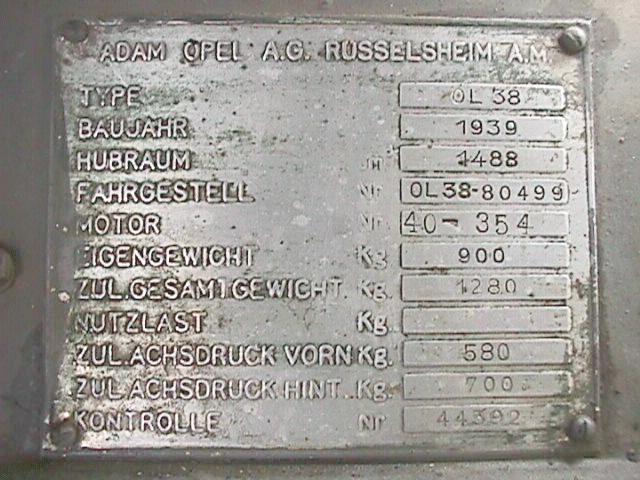 ADAM OPEL A.G. RÜSSELSHEIM A.M.
TYPE OL 38
BAUJAHR 1939
HUBRAUM 1488
FAHRGESTELL Nr OL38-80499
MOTOR Nr. 40-354
EIGENGEWICHT Kg 900
ZUL.GESAMTGEWICHT Kg. 1280
NUTZLAST Kg
ZUL.ACHSDRUCK VORN Kg. 580
ZUL.ACHSDRUCK HINT. Kg. 700
KONTROLLE Nr 44392